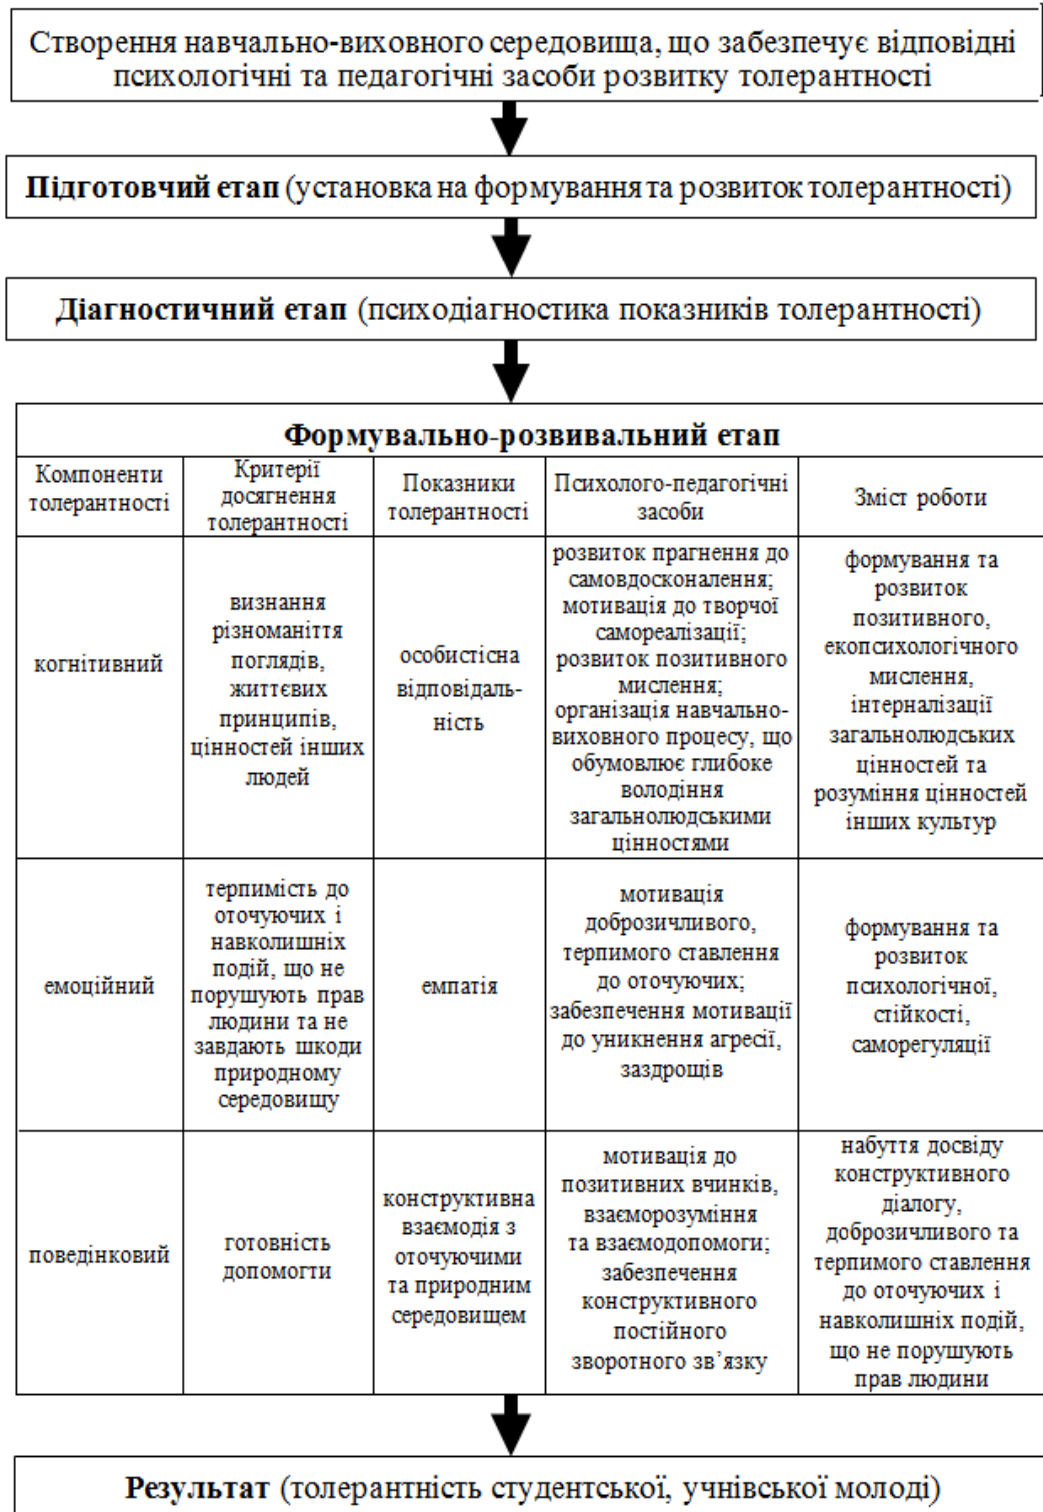 Створення навчально-виховного середовища, що забезпечує відповідні
психологічні та педагогічні засоби розвитку толерантності
Підготовчий етап (установка на формування та розвиток толерантності)
Діагностичний етап (психодіагностика показників толерантності)
Формувально-розвивальний етап
Компоненти
толерантності
Критерії
досягнення
толерантності
Показники
толерантності
Психолого-педагогічні
засоби
Зміст роботи
когнітивний
визнання
різноманіття
поглядів,
життєвих
принципів,
цінностей інших
людей
особистісна
відповідаль-
ність
розвиток прагнення до
самовдосконалення;
мотивація до творчої
самореалізації;
розвиток позитивного
мислення;
організація навчально-
виховного процесу, що
обумовлює глибоке
володіння
загальнолюдськими
цінностями
формування та
розвиток
позитивного,
екопсихологічного
мислення,
інтерналізації
загальнолюдських
цінностей та
розуміння цінностей
інших культур
емоційний
терпимість до
оточуючих і
навколишніх
подій, що не
порушують прав
людини та не
завдають шкоди
природному
середовищу
емпатія
мотивація
доброзичливого,
терпимого ставлення
до оточуючих;
забезпечення мотивації
до уникнення агресії,
заздрощів
формування та
розвиток
психологічної,
стійкості,
саморегуляції
поведінковий
готовність
допомогти
конструктивна
взаємодія з
оточуючими
та природним
середовищем
мотивація до
позитивних вчинків,
взаєморозуміння
та взаємодопомоги;
забезпечення
конструктивного
постійного
зворотного зв’язку
набуття досвіду
конструктивного
діалогу,
доброзичливого та
терпимого ставлення
до оточуючих і
навколишніх подій,
що не порушують
прав людини
Результат (толерантність студентської, учнівської молоді)